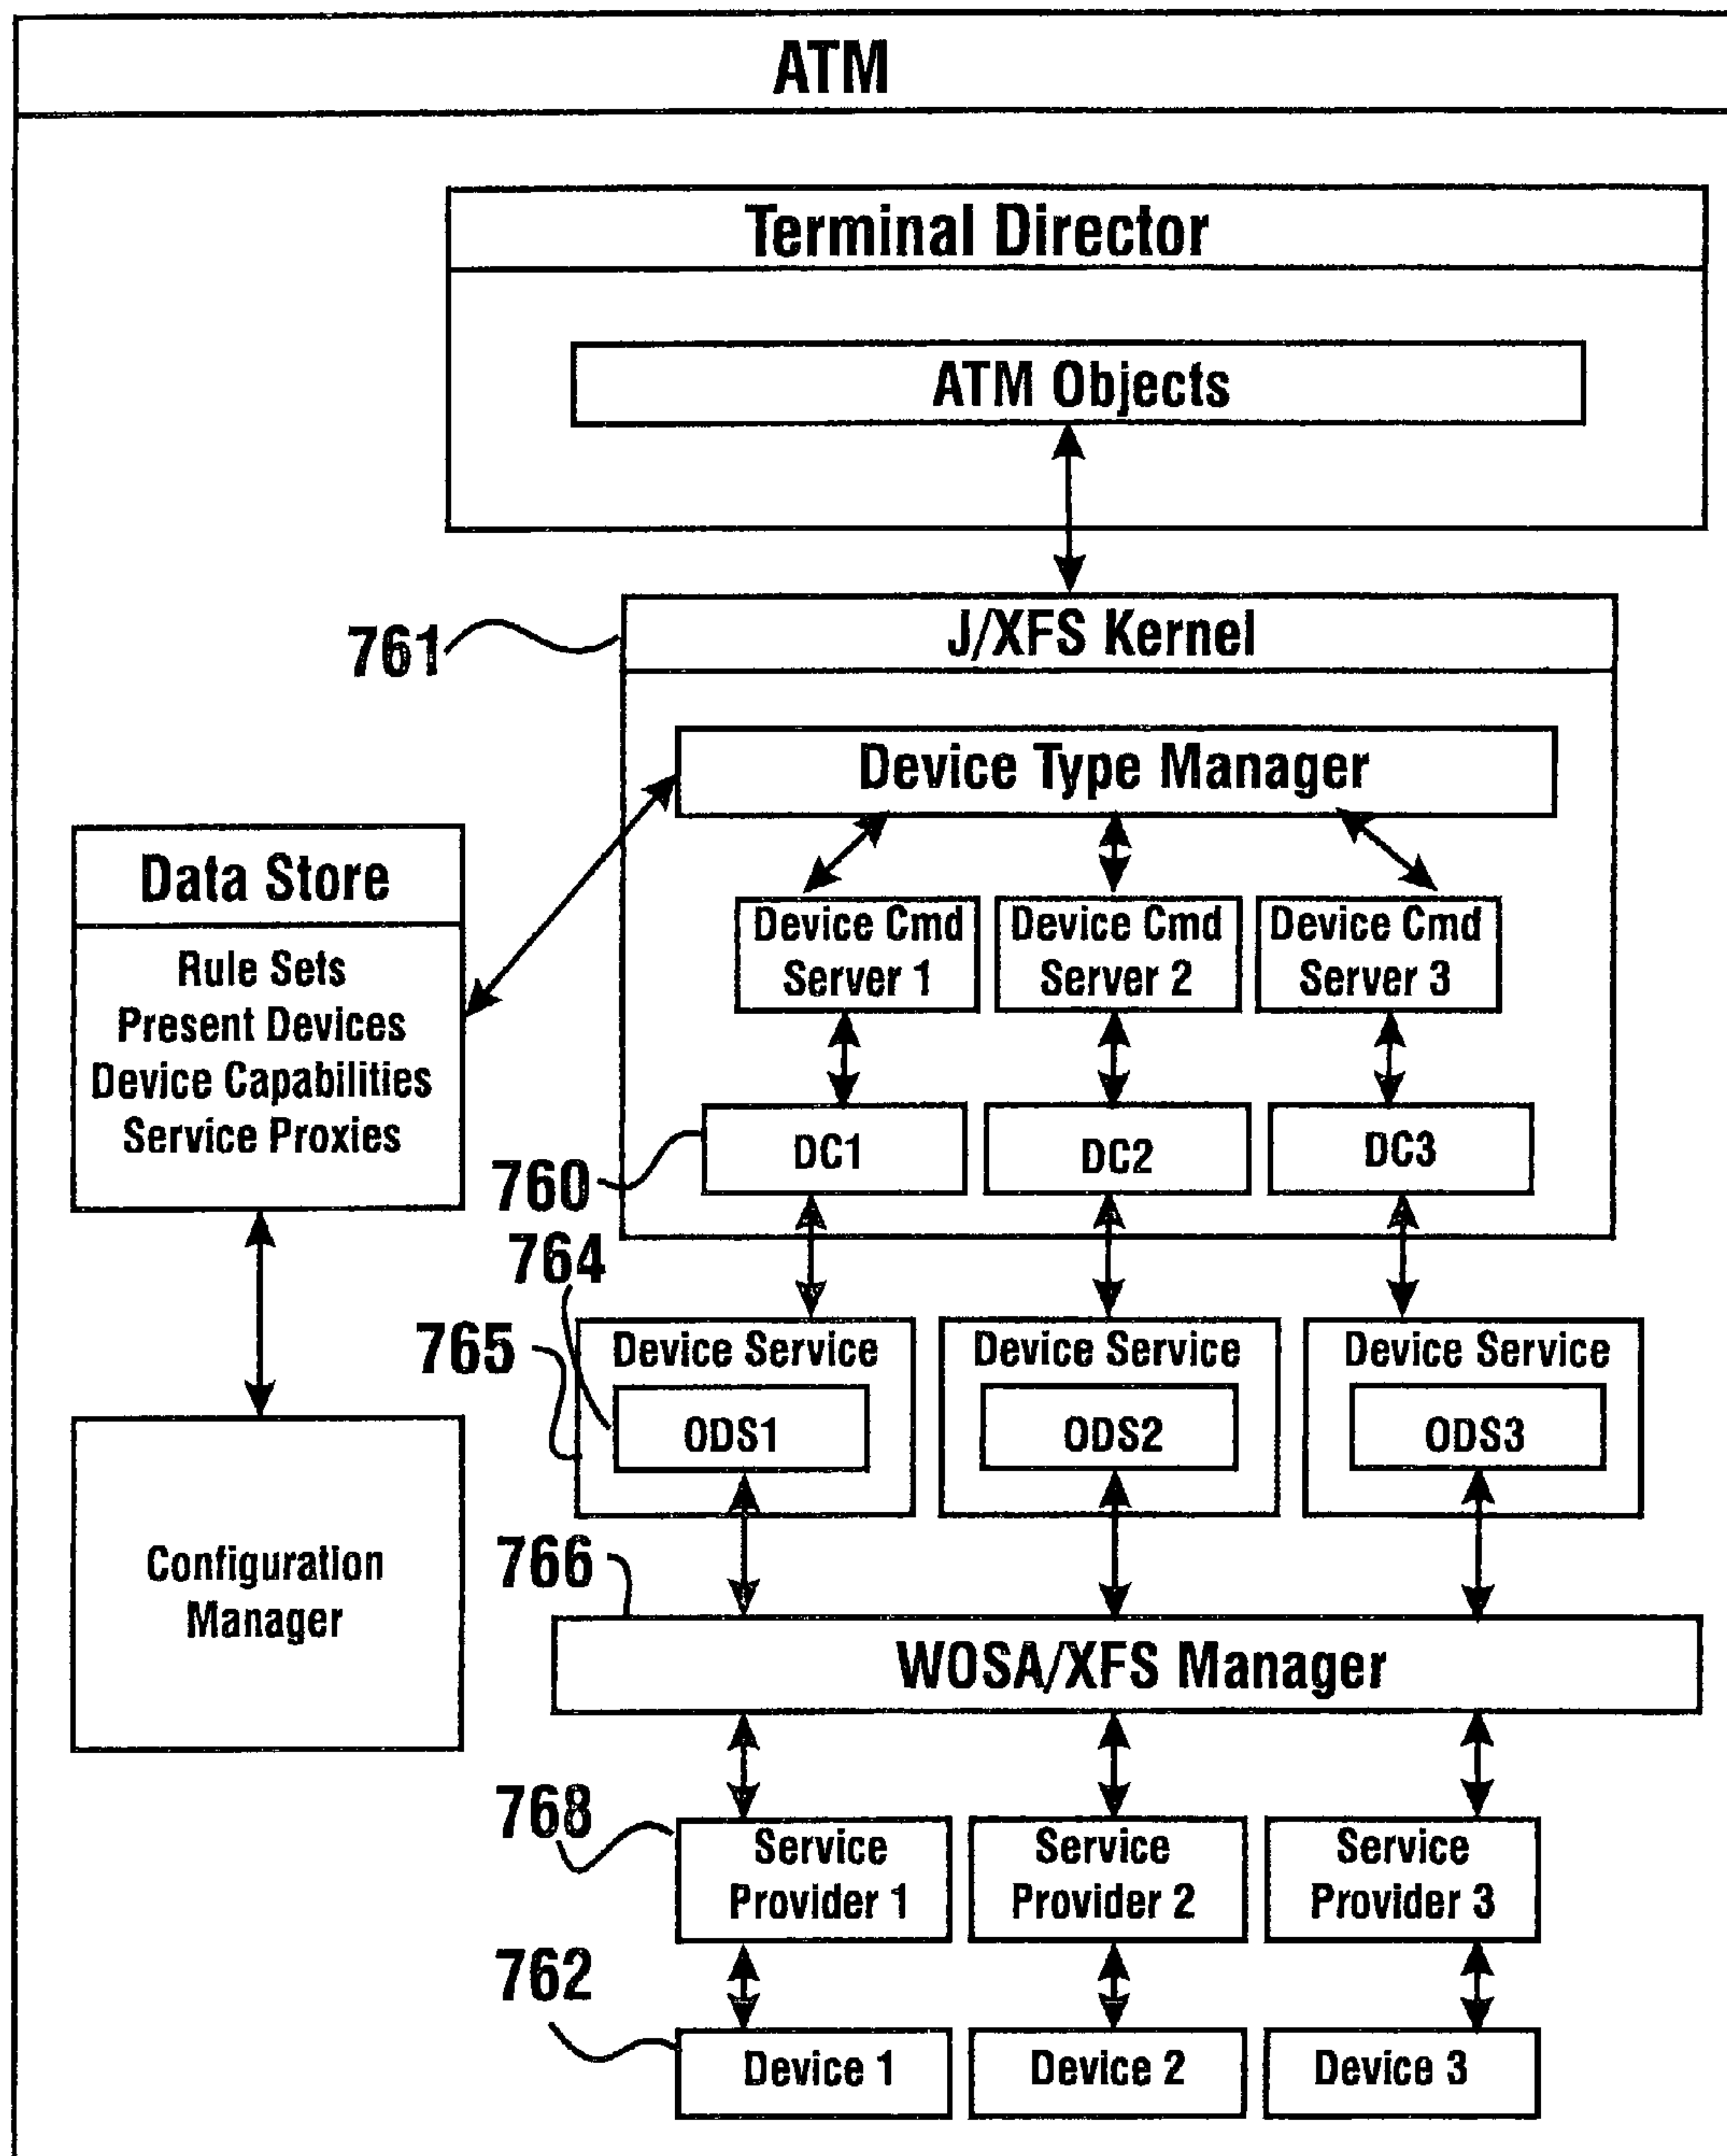 ATM
Terminal Director
ATM Objects
761
J/XFS Kernel
Device Type Manager
Data Store
Rule Sets
Present Devices
Device Capabilities
Service Proxies
Device Cmd
Server 1
Device Cmd
Server 2
Device Cmd
Server 3
760
DC1
DC2
DC3
764
765
Device Service
ODS1
Device Service
ODS2
Device Service
ODS3
Configuration
Manager
766
WOSA/XFS Manager
768
Service
Provider 1
Service
Provider 2
Service
Provider 3
762
Device 1
Device 2
Device 3